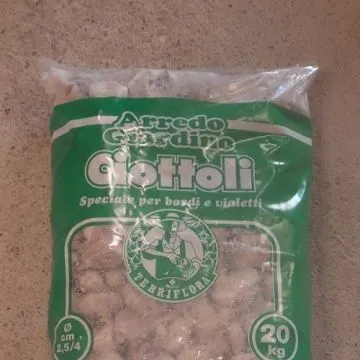 Arredo
Giardino
Ciottoli
Speciale per bordi e vialetti
TERRIFLORA
Ø
cm
2,5/4
20
kg